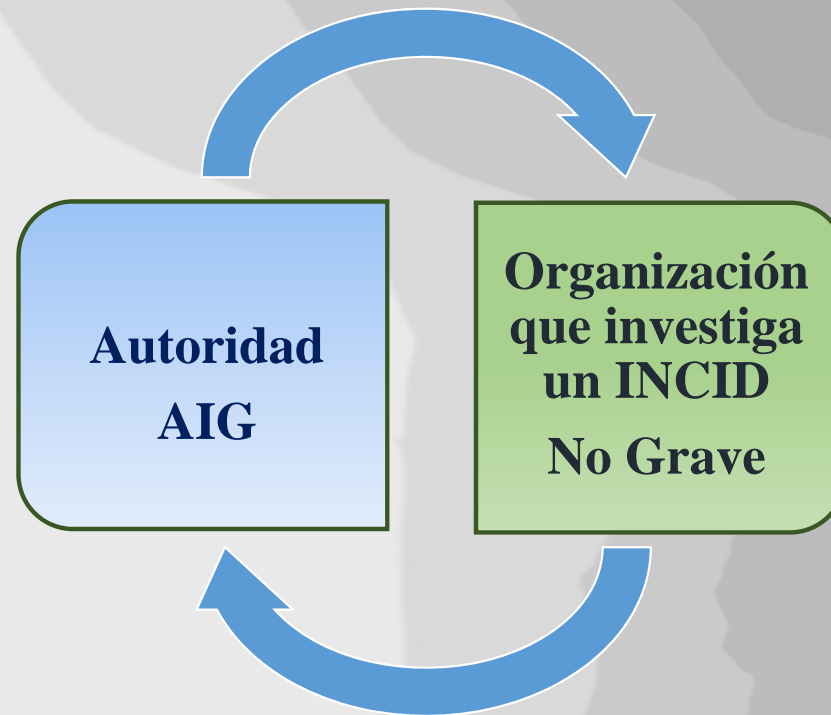 Autoridad
AIG
Organización
que investiga
un INCID
No Grave